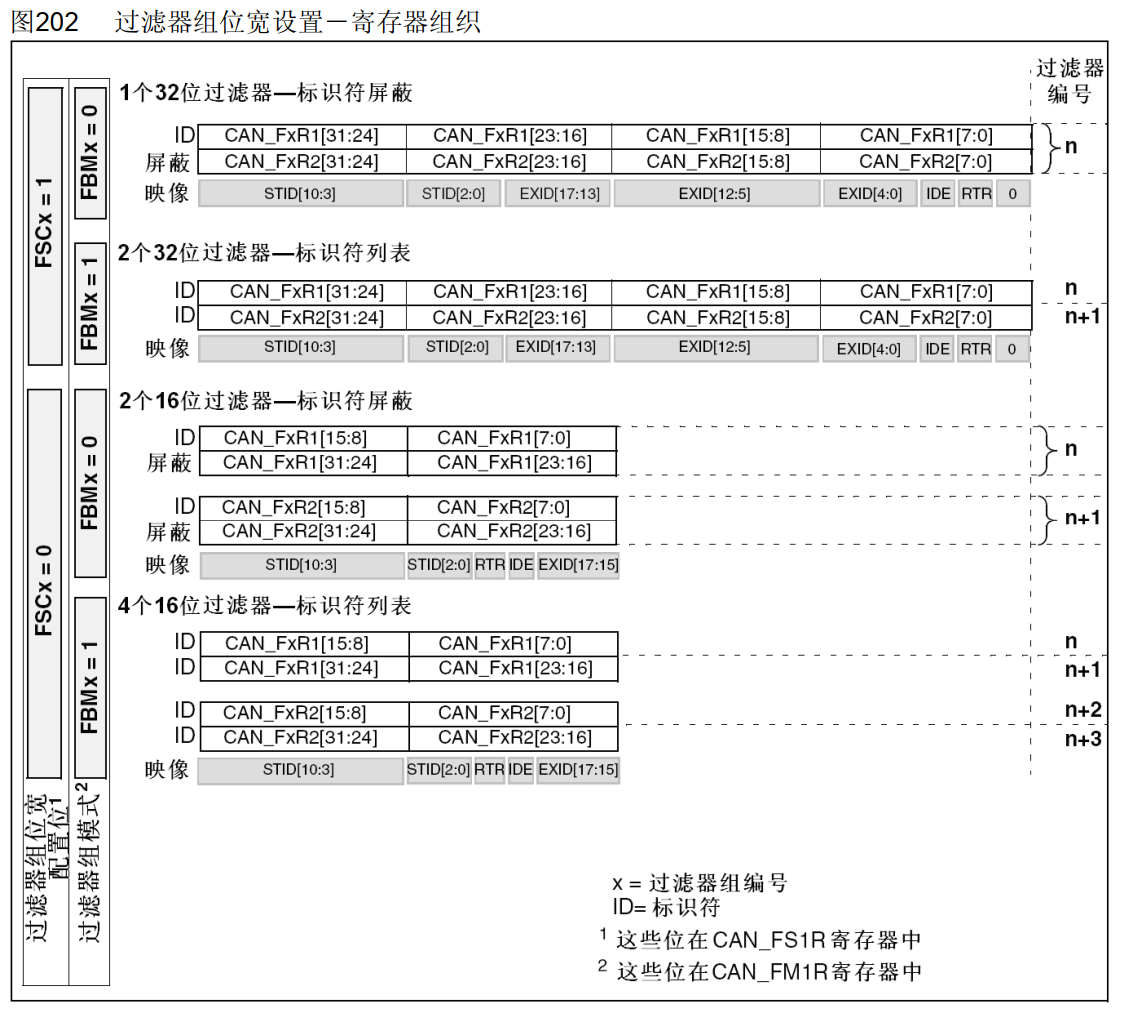 图202 过滤器组位宽设置－寄存器组织
过滤器
编号
1个32位过滤器—标识符屏蔽
ID CAN_FxR1[31:24] CAN_FxR1[23:16] CAN_FxR1[15:8] CAN_FxR1[7:0]
屏蔽 CAN_FxR2[31:24] CAN_FxR2[23:16] CAN_FxR2[15:8] CAN_FxR2[7:0]
n
映像 STID[10:3] STID[2:0] EXID[17:13] EXID[12:5] EXID[4:0] IDE RTR 0
2个32位过滤器—标识符列表
ID CAN_FxR1[31:24] CAN_FxR1[23:16] CAN_FxR1[15:8] CAN_FxR1[7:0] n
ID CAN_FxR2[31:24] CAN_FxR2[23:16] CAN_FxR2[15:8] CAN_FxR2[7:0] n+1
映像 STID[10:3] STID[2:0] EXID[17:13] EXID[12:5] EXID[4:0] IDE RTR 0
2个16位过滤器—标识符屏蔽
ID CAN_FxR1[15:8] CAN_FxR1[7:0]
屏蔽 CAN_FxR1[31:24] CAN_FxR1[23:16]
n
ID CAN_FxR2[15:8] CAN_FxR2[7:0]
屏蔽 CAN_FxR2[31:24] CAN_FxR2[23:16]
n+1
映像 STID[10:3] STID[2:0] RTR IDE EXID[17:15]
4个16位过滤器—标识符列表
ID CAN_FxR1[15:8] CAN_FxR1[7:0] n
ID CAN_FxR1[31:24] CAN_FxR1[23:16] n+1
ID CAN_FxR2[15:8] CAN_FxR2[7:0] n+2
ID CAN_FxR2[31:24] CAN_FxR2[23:16] n+3
映像 STID[10:3] STID[2:0] RTR IDE EXID[17:15]
FSCx = 1
FBMx = 0
FBMx = 1
FSCx = 0
FBMx = 0
FBMx = 1
过滤器组位宽
配置位1
过滤器组模式2
x = 过滤器组编号
ID= 标识符
1 这些位在CAN_FS1R寄存器中
2 这些位在CAN_FM1R寄存器中